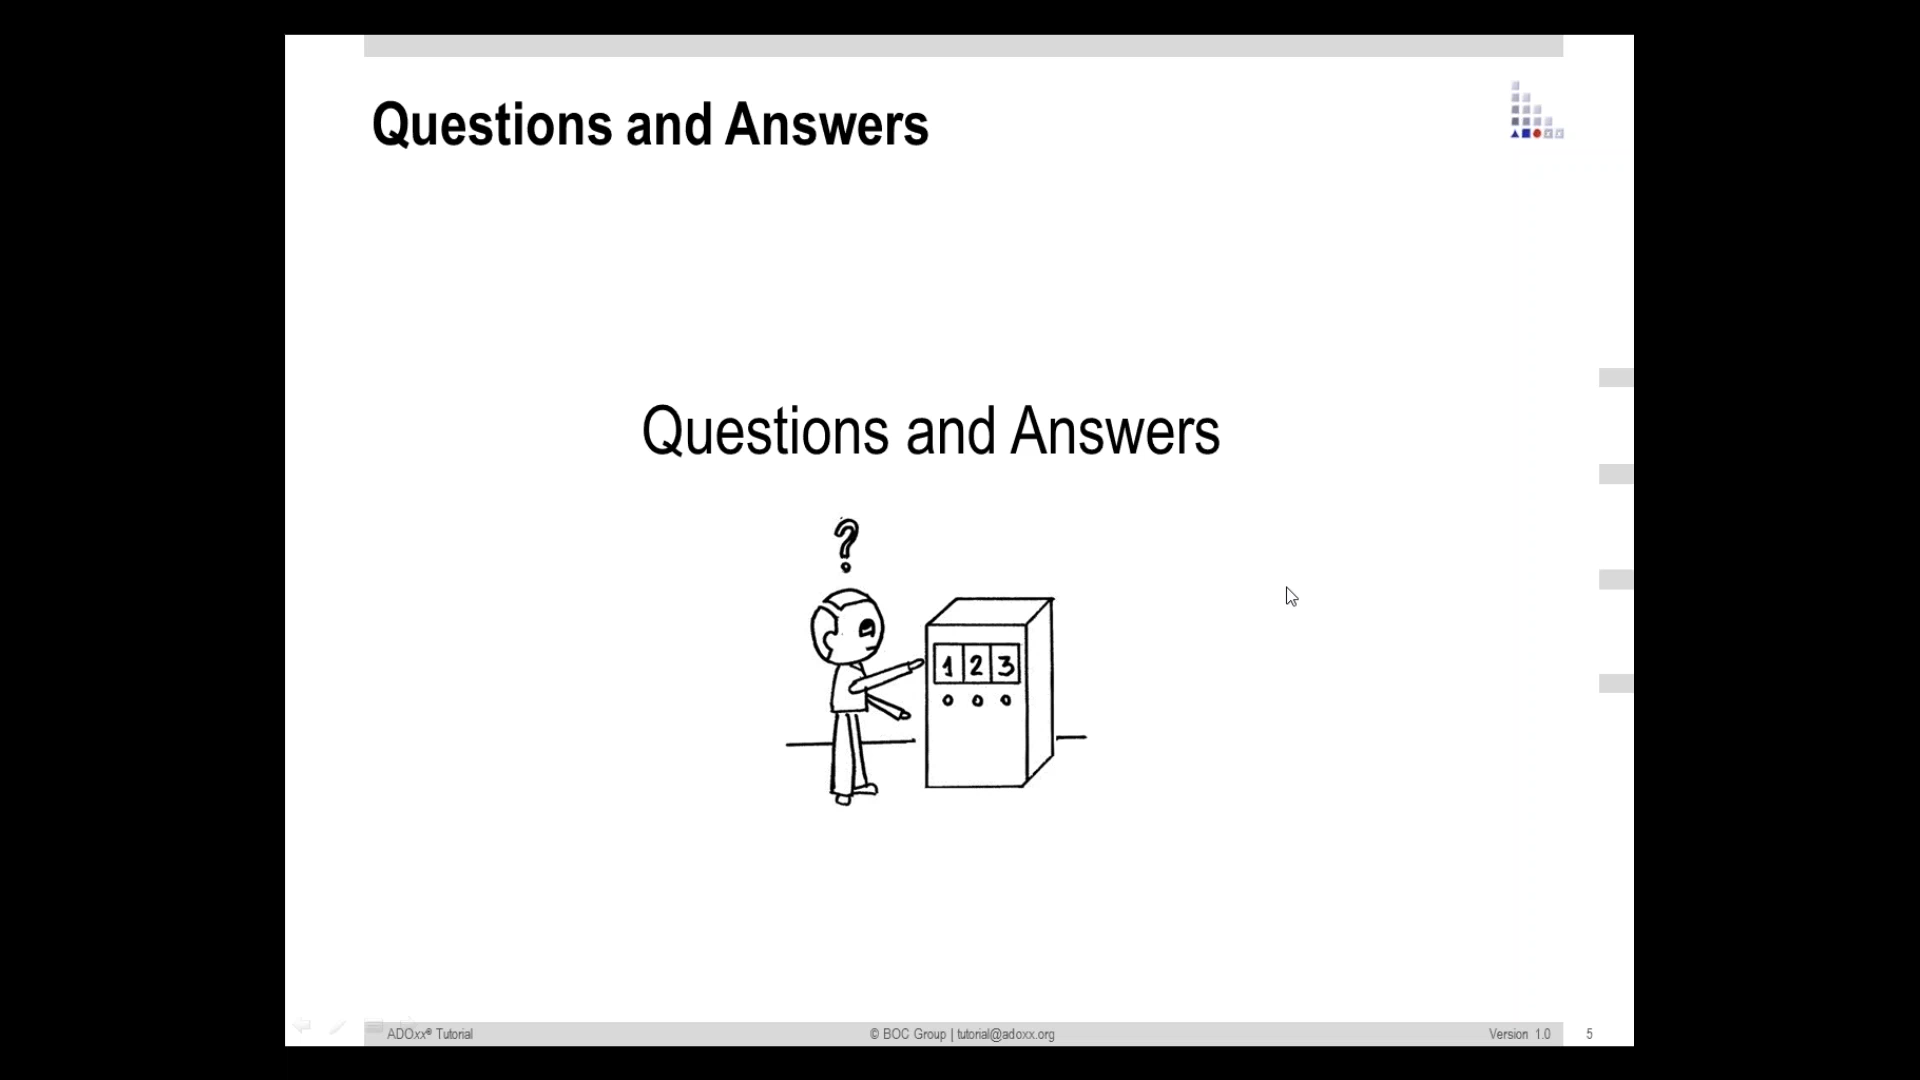 Questions and Answers
Questions and Answers
?
1 2 3
ADOxx® Tutorial
© BOC Group | tutorial@adoxx.org
Version 1.0
5